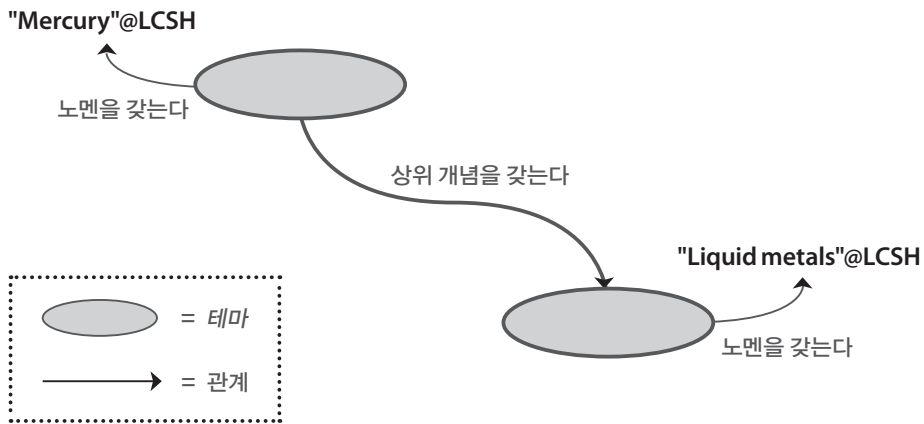 "Mercury"@LCSH
노멘을 갖는다
상위 개념을 갖는다
"Liquid metals"@LCSH
노멘을 갖는다
= 테마
= 관계